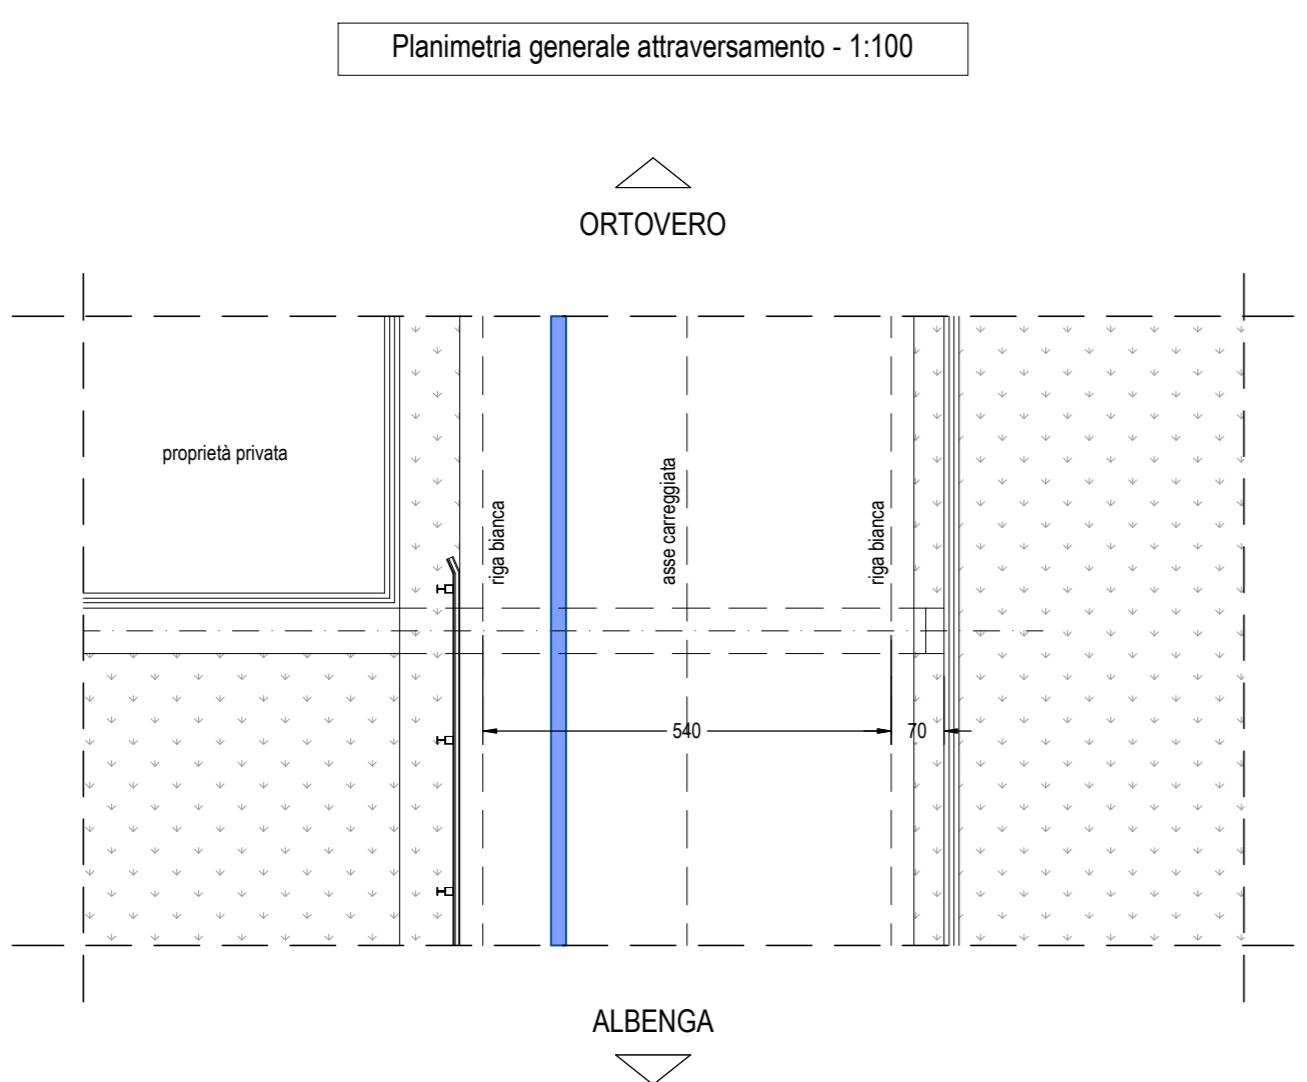 Planimetria generale attraversamento - 1:100
ORTOVERO
proprietà privata
riga bianca
asse carreggiata
riga bianca
540
70
ALBENGA